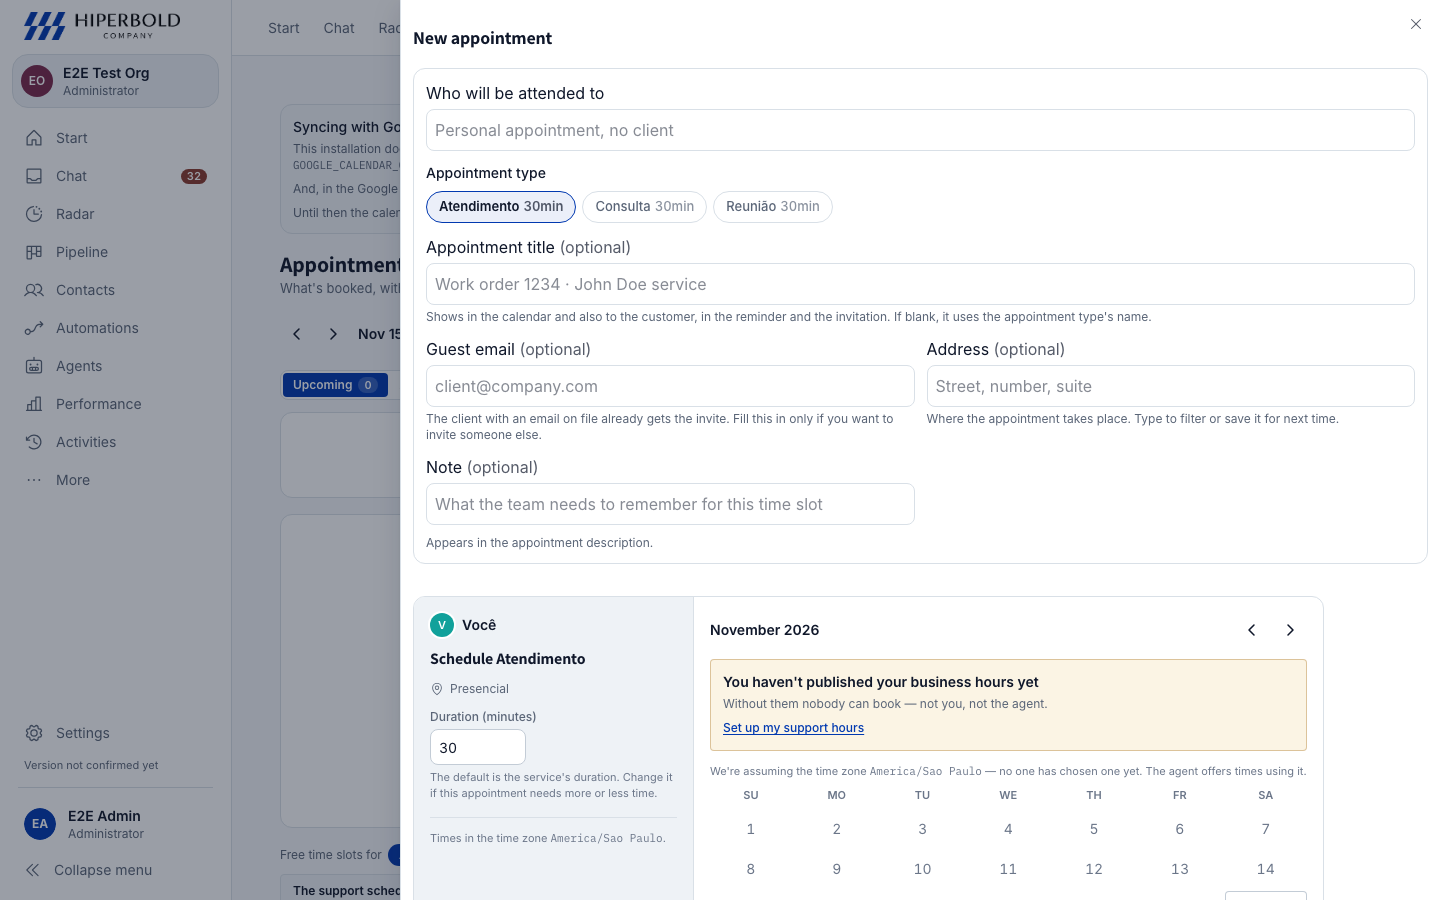 HIPERBOLD
COMPANY
EO
E2E Test Org
Administrator
Start
Chat
32
Radar
Pipeline
Contacts
Automations
Agents
Performance
Activities
More
Settings
Version not confirmed yet
EA
E2E Admin
Administrator
Collapse menu
Start
Chat
Syncing with
GOOGLE_CALENDAR_
And, in the Google
Appointment
What's booked,
Nov 15
Upcoming 0
Free time slots for
The support
New appointment
Who will be attended to
Personal appointment, no client
Appointment type
Atendimento 30min
Consulta 30min
Reunião 30min
Appointment title (optional)
Work order 1234 · John Doe service
Shows in the calendar and also to the customer, in the reminder and the invitation. If blank, it uses the appointment type's name.
Guest email (optional)
client@company.com
The client with an email on file already gets the invite. Fill this in only if you want to
invite someone else.
Address (optional)
Street, number, suite
Where the appointment takes place. Type to filter or save it for next time.
Note (optional)
What the team needs to remember for this time slot
Appears in the appointment description.
V
Você
Schedule Atendimento
Presencial
Duration (minutes)
30
The default is the service's duration. Change it
if this appointment needs more or less time.
Times in the time zone America/Sao Paulo.
November 2026
You haven't published your business hours yet
Without them nobody can book — not you, not the agent.
Set up my support hours
We're assuming the time zone America/Sao Paulo — no one has chosen one yet. The agent offers times using it.
SU MO TU WE TH FR SA
1 2 3 4 5 6 7
8 9 10 11 12 13 14